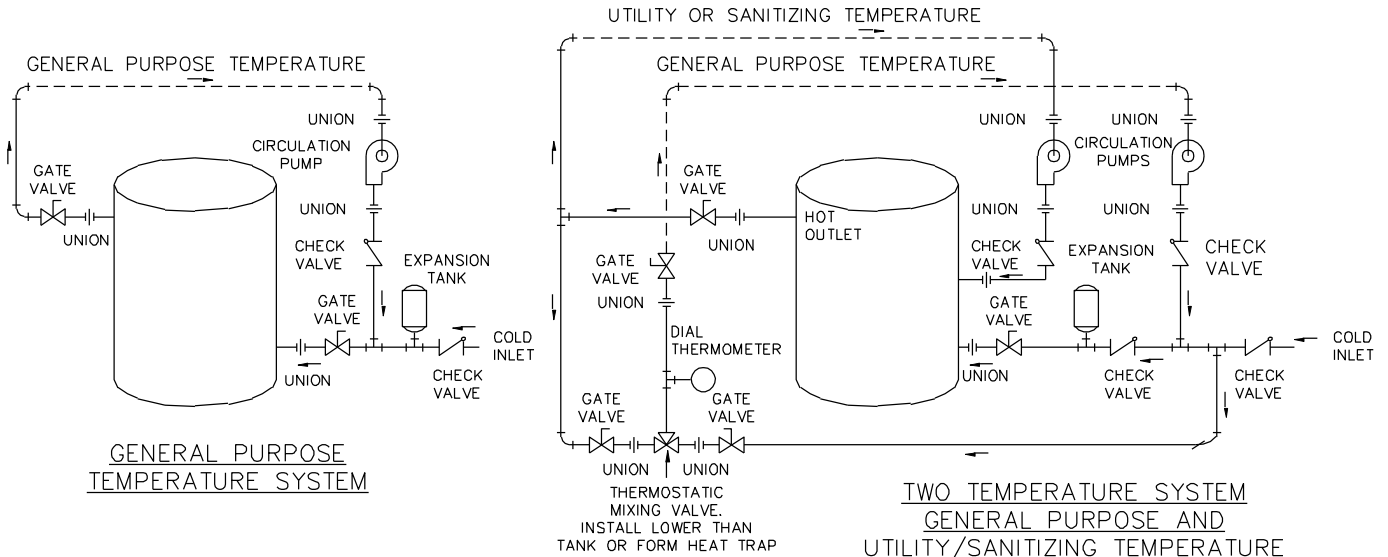 GENERAL PURPOSE TEMPERATURE
UNION
CIRCULATION
PUMP
GATE
VALVE
UNION
UNION
CHECK
VALVE
EXPANSION
TANK
GATE
VALVE
COLD
INLET
UNION
CHECK
VALVE
GENERAL PURPOSE
TEMPERATURE SYSTEM
UTILITY OR SANITIZING TEMPERATURE
GENERAL PURPOSE TEMPERATURE
UNION
UNION
CIRCULATION
PUMPS
GATE
VALVE
UNION
HOT
OUTLET
UNION
UNION
CHECK
VALVE
EXPANSION
TANK
CHECK
VALVE
GATE
VALVE
UNION
GATE
VALVE
DIAL
THERMOMETER
COLD
INLET
UNION
CHECK
VALVE
CHECK
VALVE
GATE
VALVE
GATE
VALVE
UNION
UNION
THERMOSTATIC
MIXING VALVE.
INSTALL LOWER THAN
TANK OR FORM HEAT TRAP
TWO TEMPERATURE SYSTEM
GENERAL PURPOSE AND
UTILITY/SANITIZING TEMPERATURE